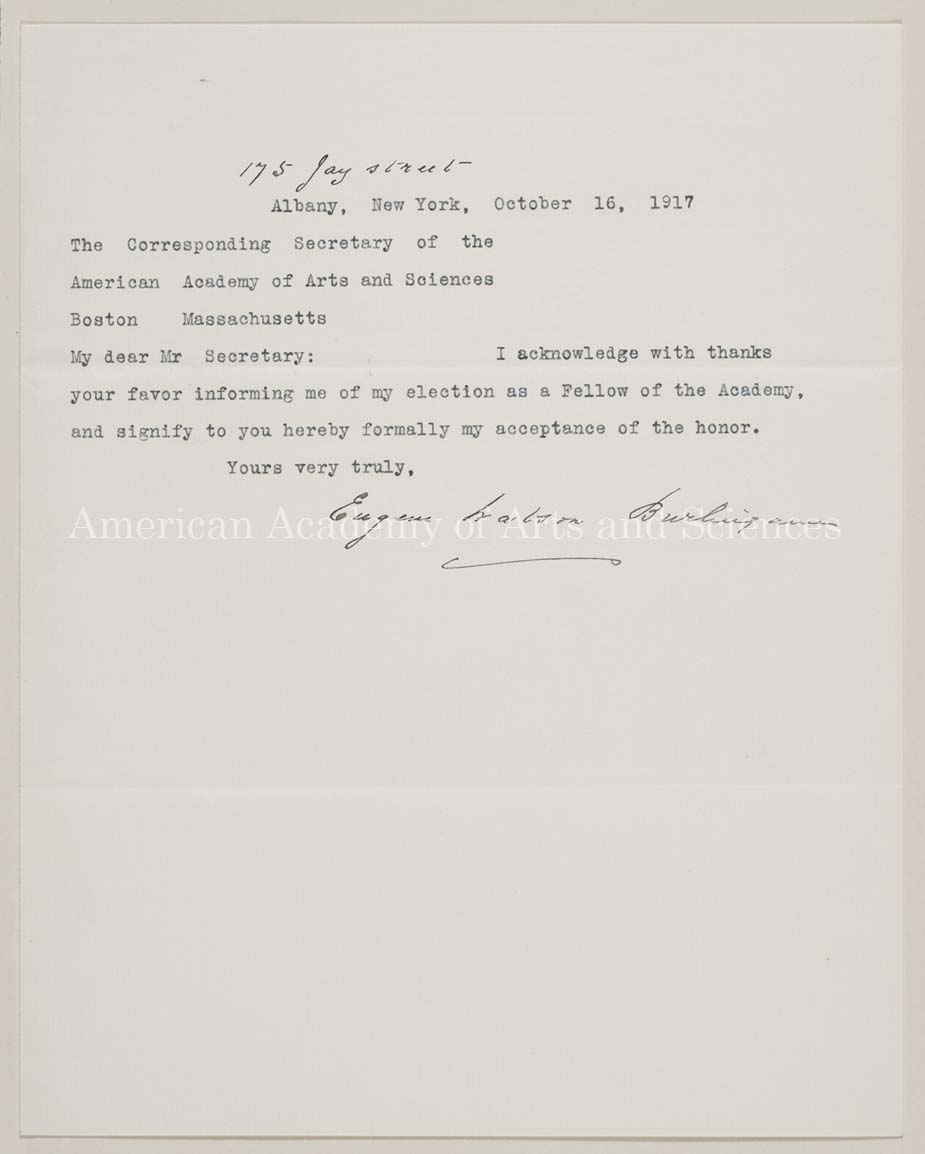 175 Jay street
Albany, New York, October 16, 1917
The Corresponding Secretary of the
American Academy of Arts and Sciences
Boston Massachusetts
My dear Mr Secretary: I acknowledge with thanks
your favor informing me of my election as a Fellow of the Academy,
and signify to you hereby formally my acceptance of the honor.
Yours very truly,
Eugene Watson Burlingame
American Academy of Arts and Sciences